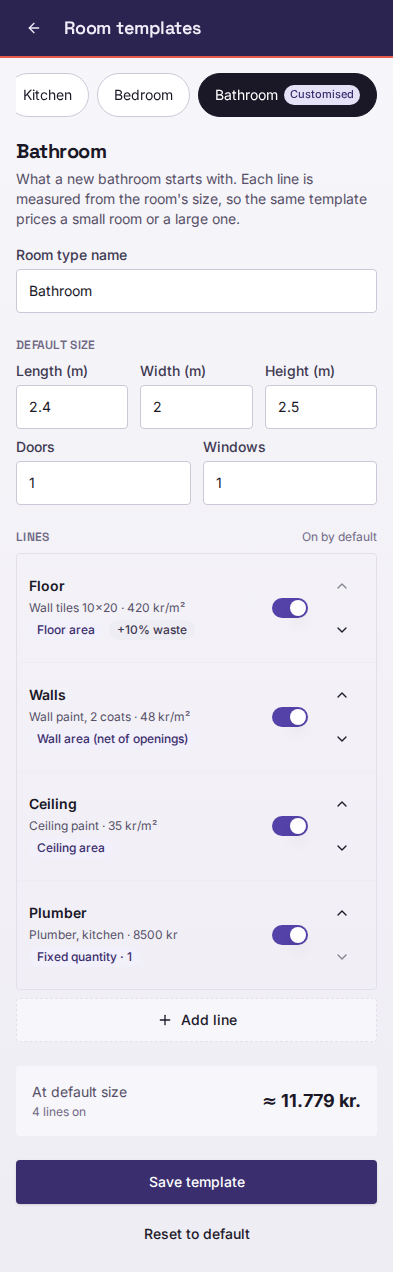 Room templates
Kitchen
Bedroom
Bathroom Customised
Bathroom
What a new bathroom starts with. Each line is
measured from the room's size, so the same template
prices a small room or a large one.
Room type name
Bathroom
DEFAULT SIZE
Length (m) Width (m) Height (m)
2.4 2 2.5
Doors Windows
1 1
LINES On by default
Floor
Wall tiles 10×20 · 420 kr/m²
Floor area +10% waste
Walls
Wall paint, 2 coats · 48 kr/m²
Wall area (net of openings)
Ceiling
Ceiling paint · 35 kr/m²
Ceiling area
Plumber
Plumber, kitchen · 8500 kr
Fixed quantity · 1
+ Add line
At default size
4 lines on
≈ 11.779 kr.
Save template
Reset to default